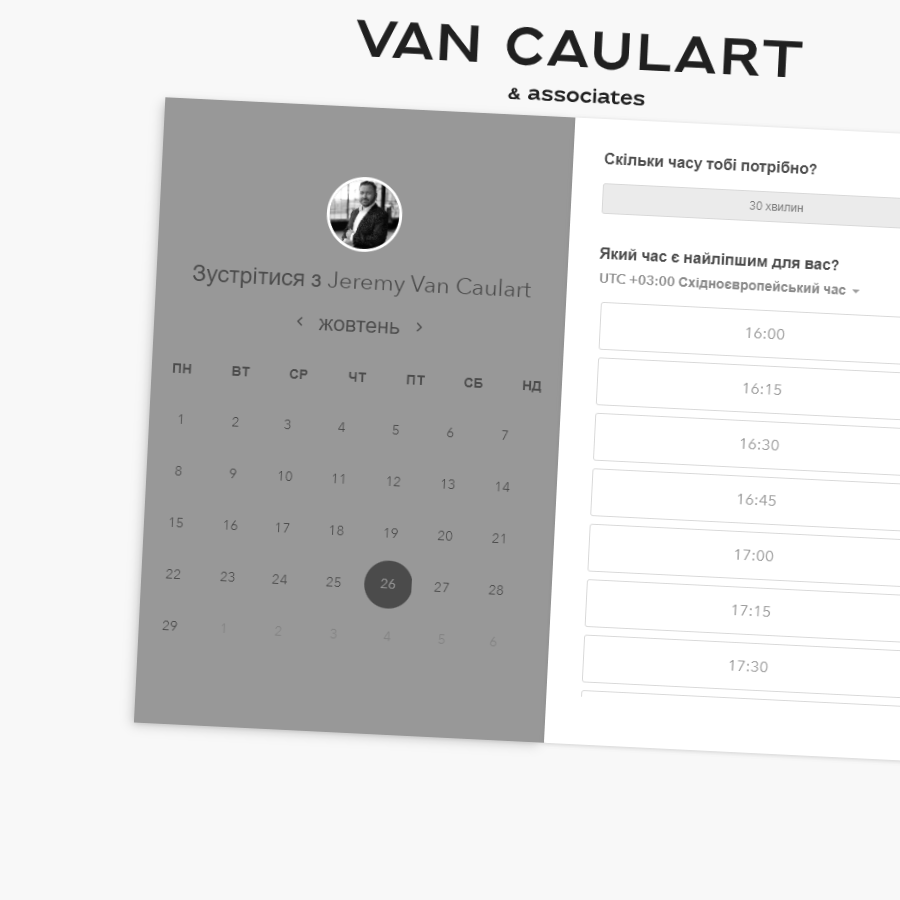 VAN CAULART
& associates
Зустрітися з Jeremy Van Caulart
жовтень
ПН ВТ СР ЧТ ПТ СБ НД
1 2 3 4 5 6 7
8 9 10 11 12 13 14
15 16 17 18 19 20 21
22 23 24 25 26 27 28
29 1 2 3 4 5 6
Скільки часу тобі потрібно?
30 хвилин
Який час є найліпшим для вас?
UTC +03:00 Східноєвропейський час
16:00
16:15
16:30
16:45
17:00
17:15
17:30